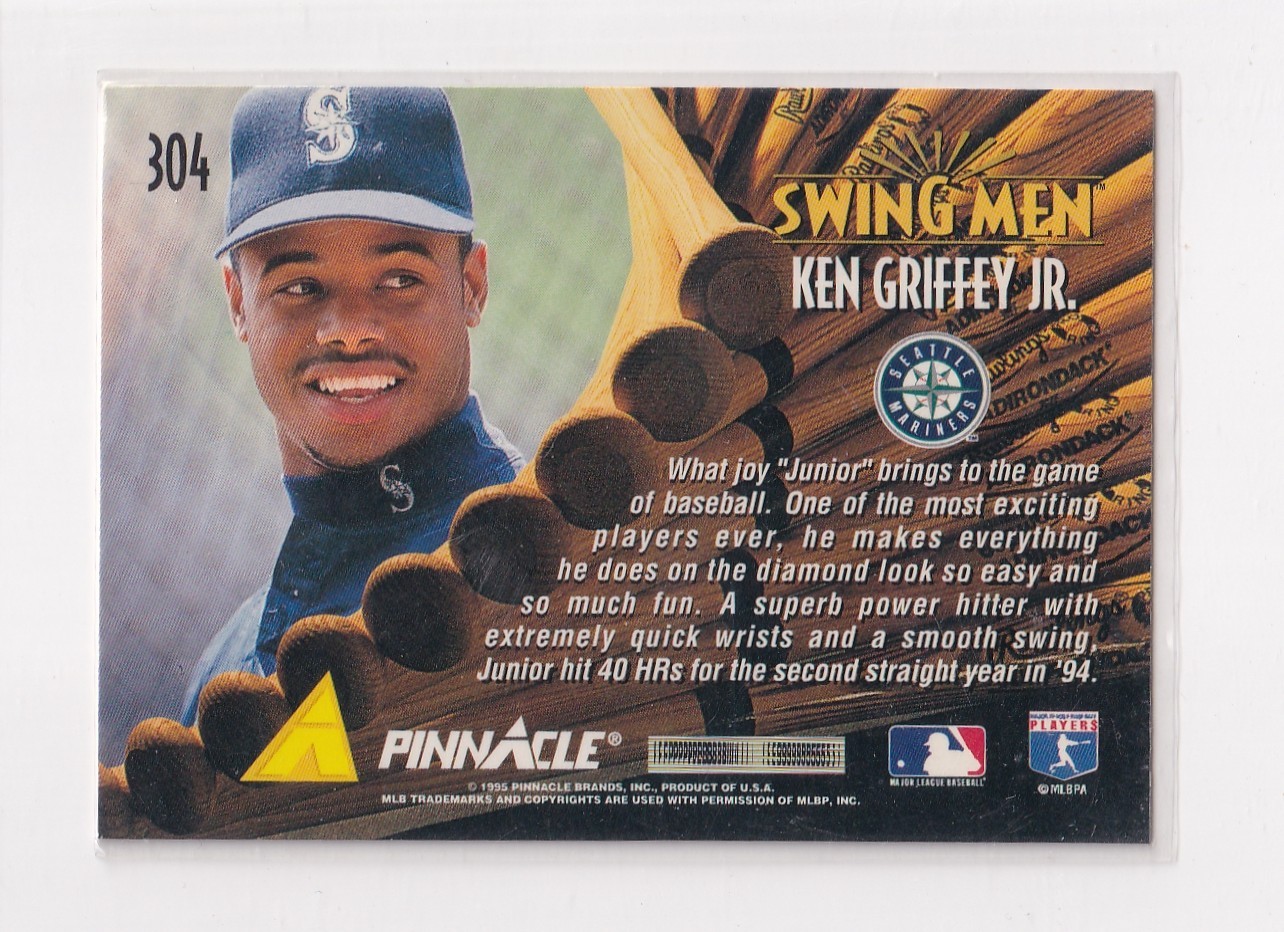 304
S
S
SWING MEN™
KEN GRIFFEY JR.
SEATTLE
MARINERS
™
What joy "Junior" brings to the game
of baseball. One of the most exciting
players ever, he makes everything
he does on the diamond look so easy and
so much fun. A superb power hitter with
extremely quick wrists and a smooth swing,
Junior hit 40 HRs for the second straight year in '94.
ADIRONDACK®
PINNACLE®
© 1995 PINNACLE BRANDS, INC., PRODUCT OF U.S.A.
MLB TRADEMARKS AND COPYRIGHTS ARE USED WITH PERMISSION OF MLBP, INC.
MAJOR LEAGUE BASEBALL
PLAYERS
© MLBPA